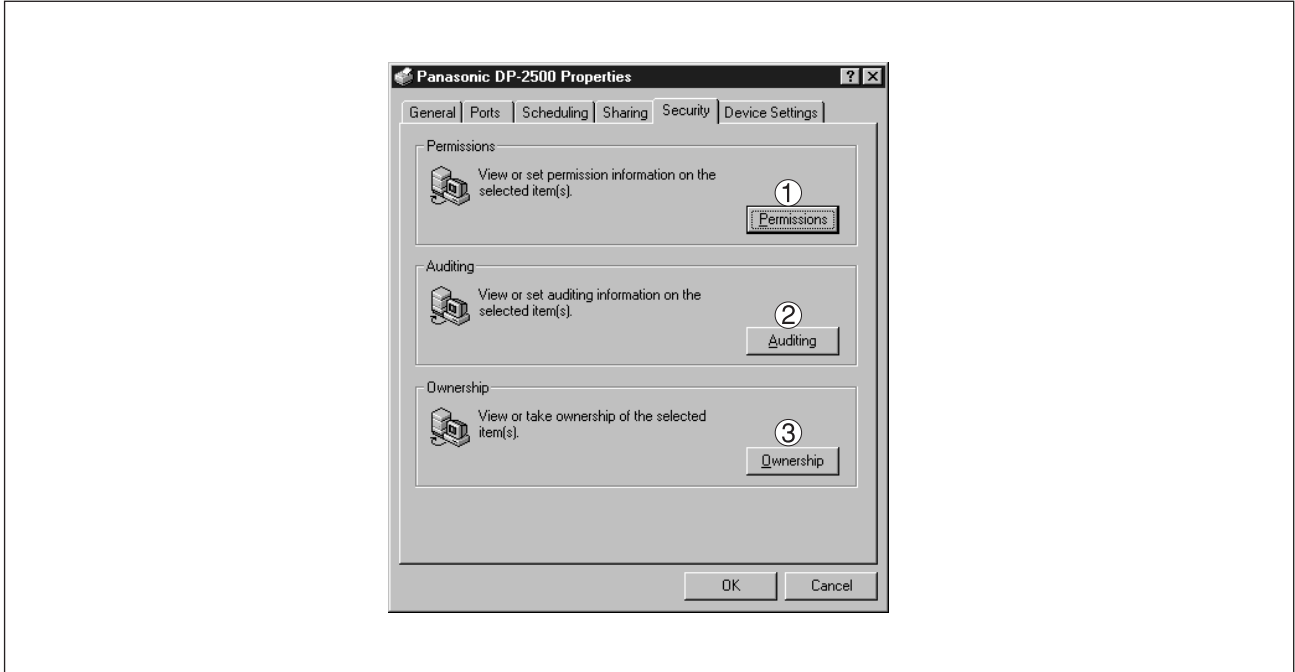 Panasonic DP-2500 Properties
General Ports Scheduling Sharing Security Device Settings
Permissions
View or set permission information on the
selected item(s).
①
Permissions
Auditing
View or set auditing information on the
selected item(s).
②
Auditing
Ownership
View or take ownership of the selected
item(s).
③
Ownership
OK Cancel